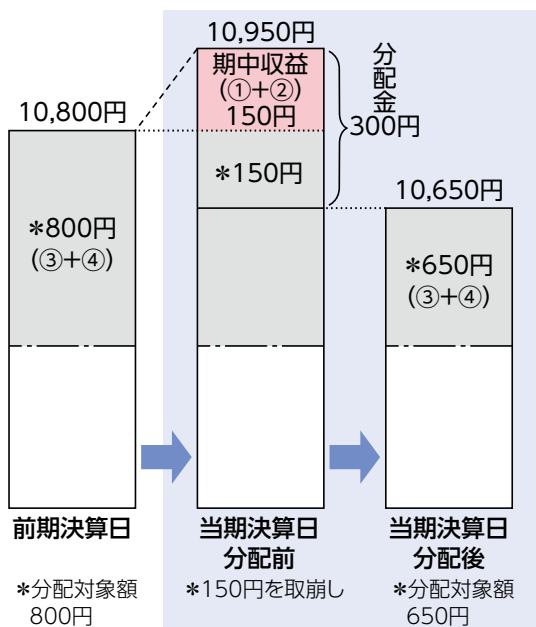 10,800円
*800円
(③+④)
前期決算日
*分配対象額
800円
10,950円
期中収益
(①+②)
150円
*150円
分配金
300円
当期決算日
分配前
*150円を取崩し
10,650円
*650円
(③+④)
当期決算日
分配後
*分配対象額
650円